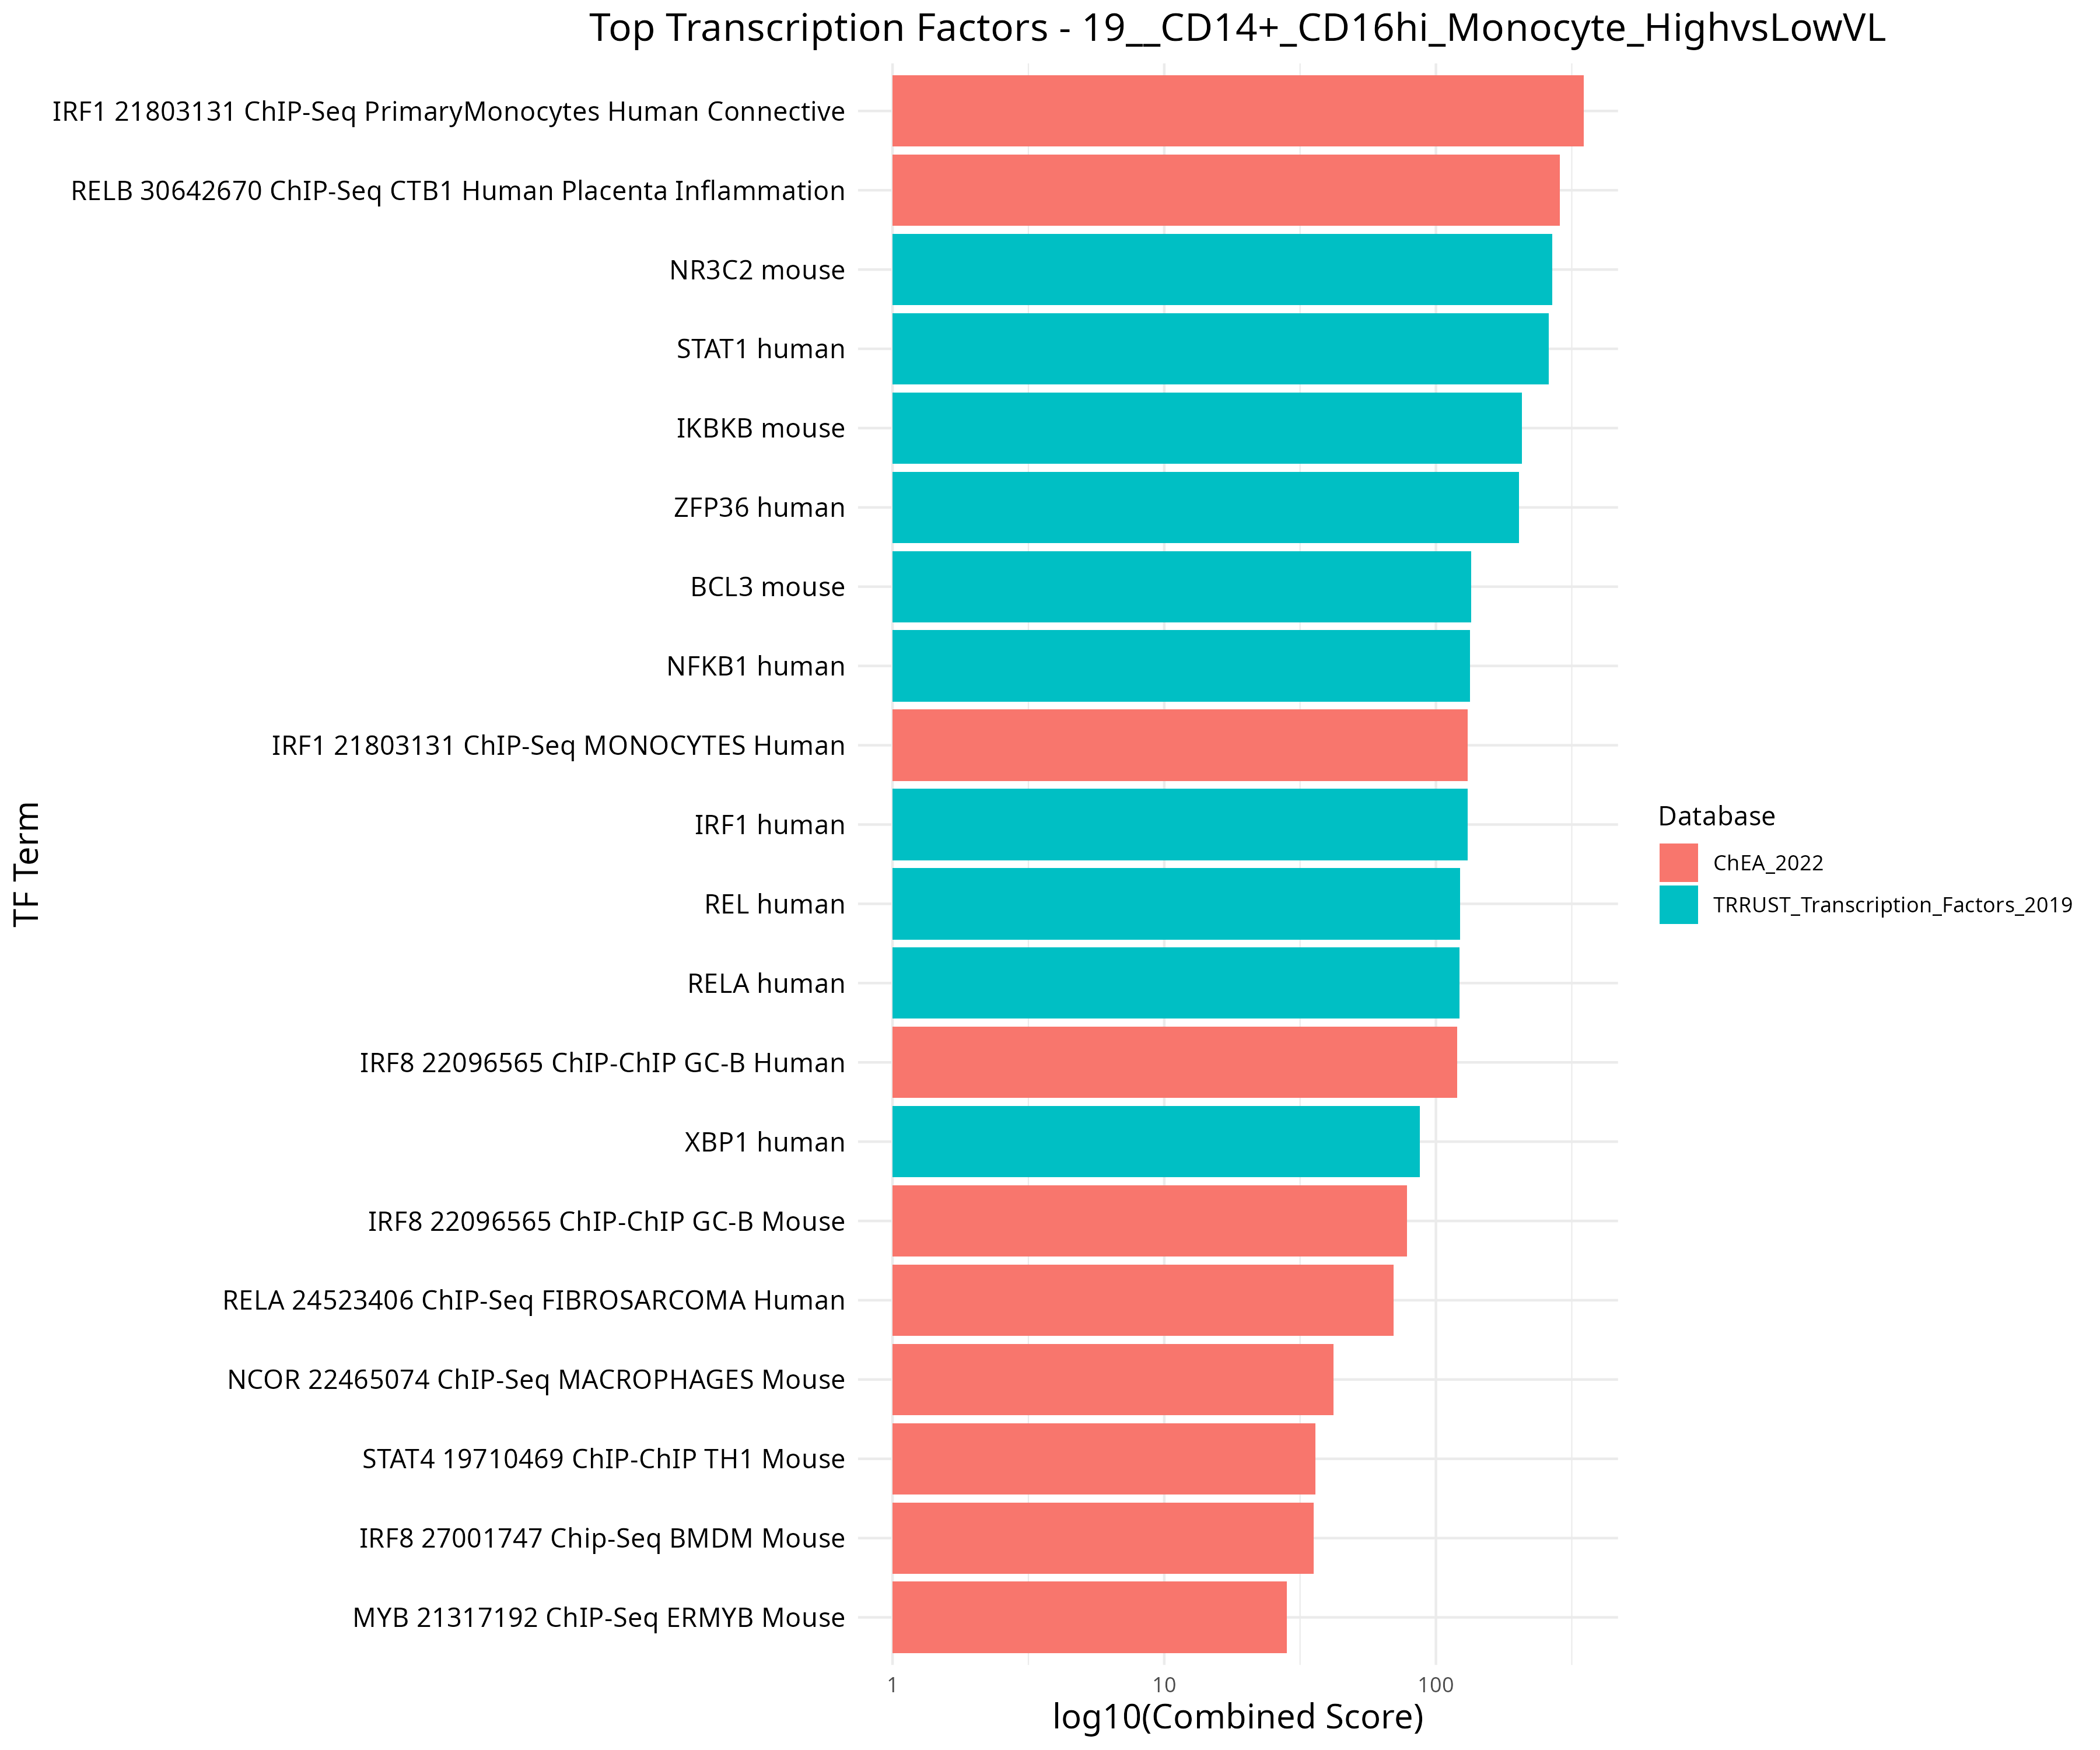 Top Transcription Factors - 19__CD14+_CD16hi_Monocyte_HighvsLowVL
TF Term
IRF1 21803131 ChIP-Seq PrimaryMonocytes Human Connective
RELB 30642670 ChIP-Seq CTB1 Human Placenta Inflammation
NR3C2 mouse
STAT1 human
IKBKB mouse
ZFP36 human
BCL3 mouse
NFKB1 human
IRF1 21803131 ChIP-Seq MONOCYTES Human
IRF1 human
REL human
RELA human
IRF8 22096565 ChIP-ChIP GC-B Human
XBP1 human
IRF8 22096565 ChIP-ChIP GC-B Mouse
RELA 24523406 ChIP-Seq FIBROSARCOMA Human
NCOR 22465074 ChIP-Seq MACROPHAGES Mouse
STAT4 19710469 ChIP-ChIP TH1 Mouse
IRF8 27001747 Chip-Seq BMDM Mouse
MYB 21317192 ChIP-Seq ERMYB Mouse
1 10 100
log10(Combined Score)
Database
ChEA_2022
TRRUST_Transcription_Factors_2019